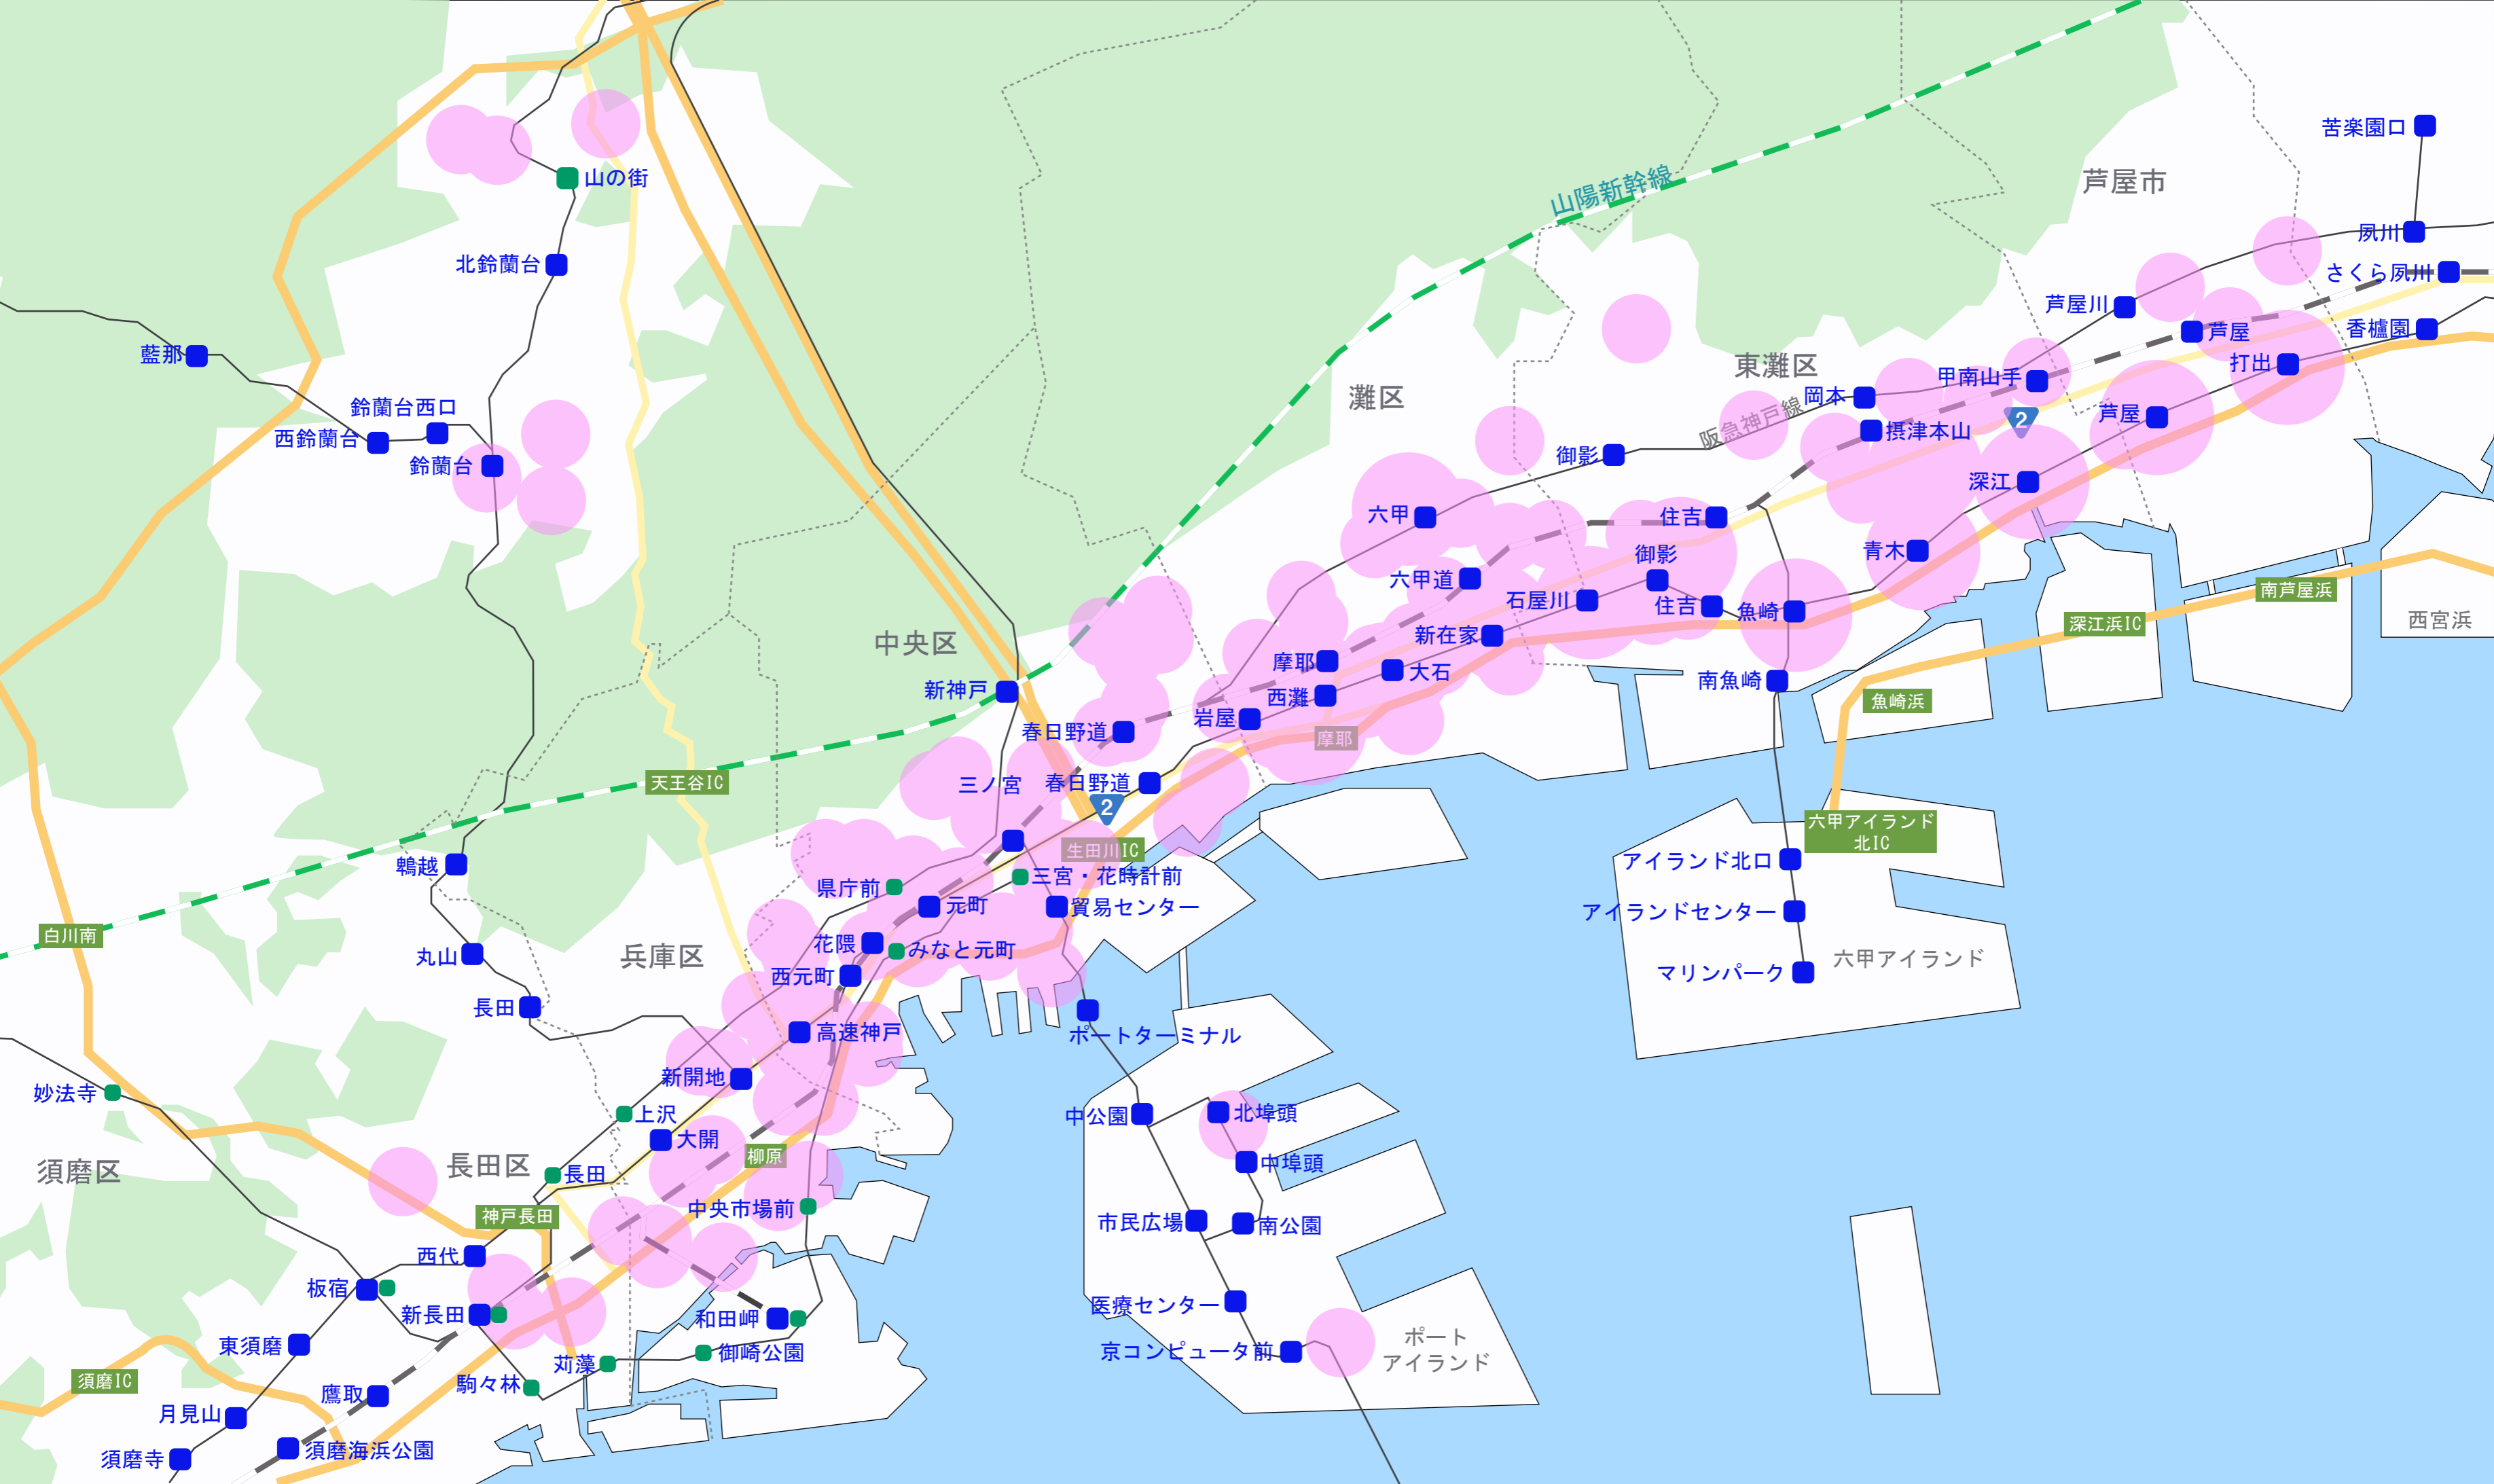 苦楽園口
山の街
山陽新幹線
芦屋市
夙川
北鈴蘭台
さくら夙川
芦屋川
香櫨園
藍那
芦屋
打出
東灘区
甲南山手
灘区
岡本
阪急神戸線
鈴蘭台西口
芦屋
2
西鈴蘭台
摂津本山
鈴蘭台
御影
深江
六甲
住吉
御影
青木
六甲道
南芦屋浜
石屋川
住吉
魚崎
西宮浜
深江浜IC
中央区
新在家
摩耶
大石
南魚崎
新神戸
西灘
魚崎浜
岩屋
春日野道
摩耶
天王谷IC
三ノ宮
春日野道
2
六甲アイランド
北IC
生田川IC
鵯越
アイランド北口
県庁前
三宮・花時計前
元町
貿易センター
アイランドセンター
白川南
花隈
みなと元町
兵庫区
丸山
六甲アイランド
西元町
マリンパーク
長田
高速神戸
ポートターミナル
新開地
妙法寺
上沢
中公園
北埠頭
大開
柳原
須磨区
長田区
長田
中埠頭
中央市場前
神戸長田
市民広場
南公園
西代
板宿
新長田
和田岬
医療センター
東須磨
御崎公園
京コンピュータ前
ポート
アイランド
苅藻
須磨IC
駒々林
鷹取
月見山
須磨海浜公園
須磨寺